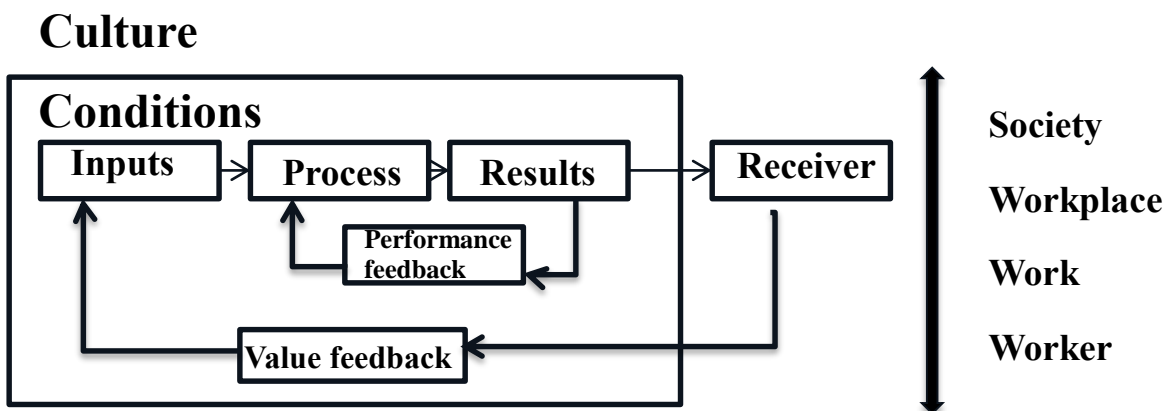 Culture
Conditions
Inputs
Process
Results
Receiver
Performance
feedback
Value feedback
Society
Workplace
Work
Worker